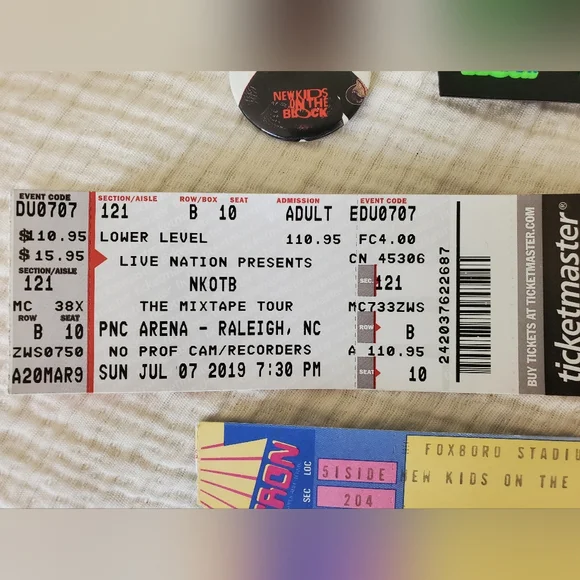 NEW KIDS
ON THE
BLOCK
EVENT CODE
DU0707
$110.95
$ 15.95
SECTION/AISLE
121
MC 38X
ROW SEAT
B 10
ZWS0750
A20MAR9
SECTION/AISLE ROW/BOX SEAT ADMISSION EVENT CODE
121 B 10 ADULT EDU0707
LOWER LEVEL 110.95 FC4.00
LIVE NATION PRESENTS CN 45306
NKOTB SEC. 121
THE MIXTAPE TOUR MC733ZWS
PNC ARENA - RALEIGH, NC ROW B
NO PROF CAM/RECORDERS A 110.95
SUN JUL 07 2019 7:30 PM SEAT 10
242037622687
BUY TICKETS AT TICKETMASTER.COM
ticketmaster®
LOC
5ISIDE
SEC
204
FOXBORO STADIU
NEW KIDS ON THE